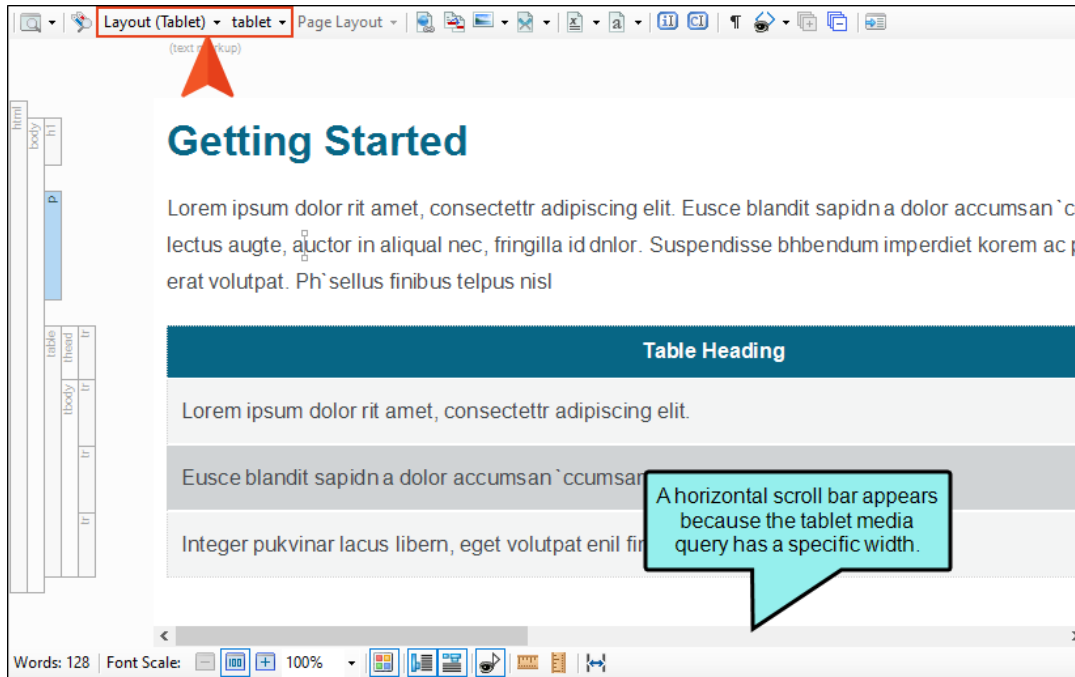 Layout (Tablet) tablet Page Layout
(text markup)
html
body
h1
Getting Started
p
Lorem ipsum dolor rit amet, consectettr adipiscing elit. Eusce blandit sapidn a dolor accumsan `c
lectus augte, auctor in aliqual nec, fringilla id dnlor. Suspendisse bhbendum imperdiet korem ac p
erat volutpat. Ph`sellus finibus telpus nisl
table
thead
tr
Table Heading
tbody
tr
Lorem ipsum dolor rit amet, consectettr adipiscing elit.
tr
Eusce blandit sapidn a dolor accumsan `ccumsan
tr
Integer pukvinar lacus libern, eget volutpat enil fin
A horizontal scroll bar appears
because the tablet media
query has a specific width.
Words: 128 Font Scale: 100%